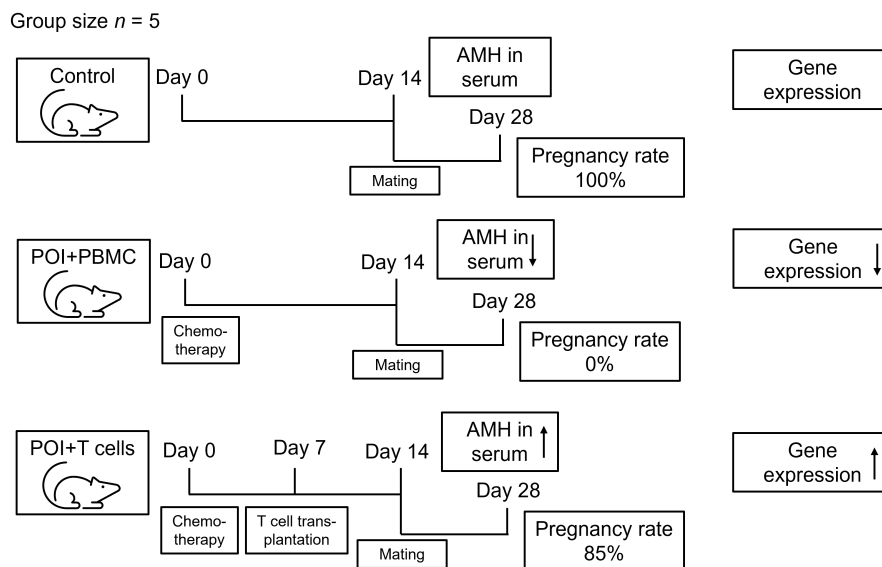 Group size n = 5
Control
Day 0
Day 14
AMH in
serum
Day 28
Gene
expression
Mating
Pregnancy rate
100%
POI+PBMC
Day 0
Day 14
AMH in
serum
Day 28
Gene
expression
Chemo-
therapy
Mating
Pregnancy rate
0%
POI+T cells
Day 0
Day 7
Day 14
AMH in
serum
Day 28
Gene
expression
Chemo-
therapy
T cell trans-
plantation
Mating
Pregnancy rate
85%